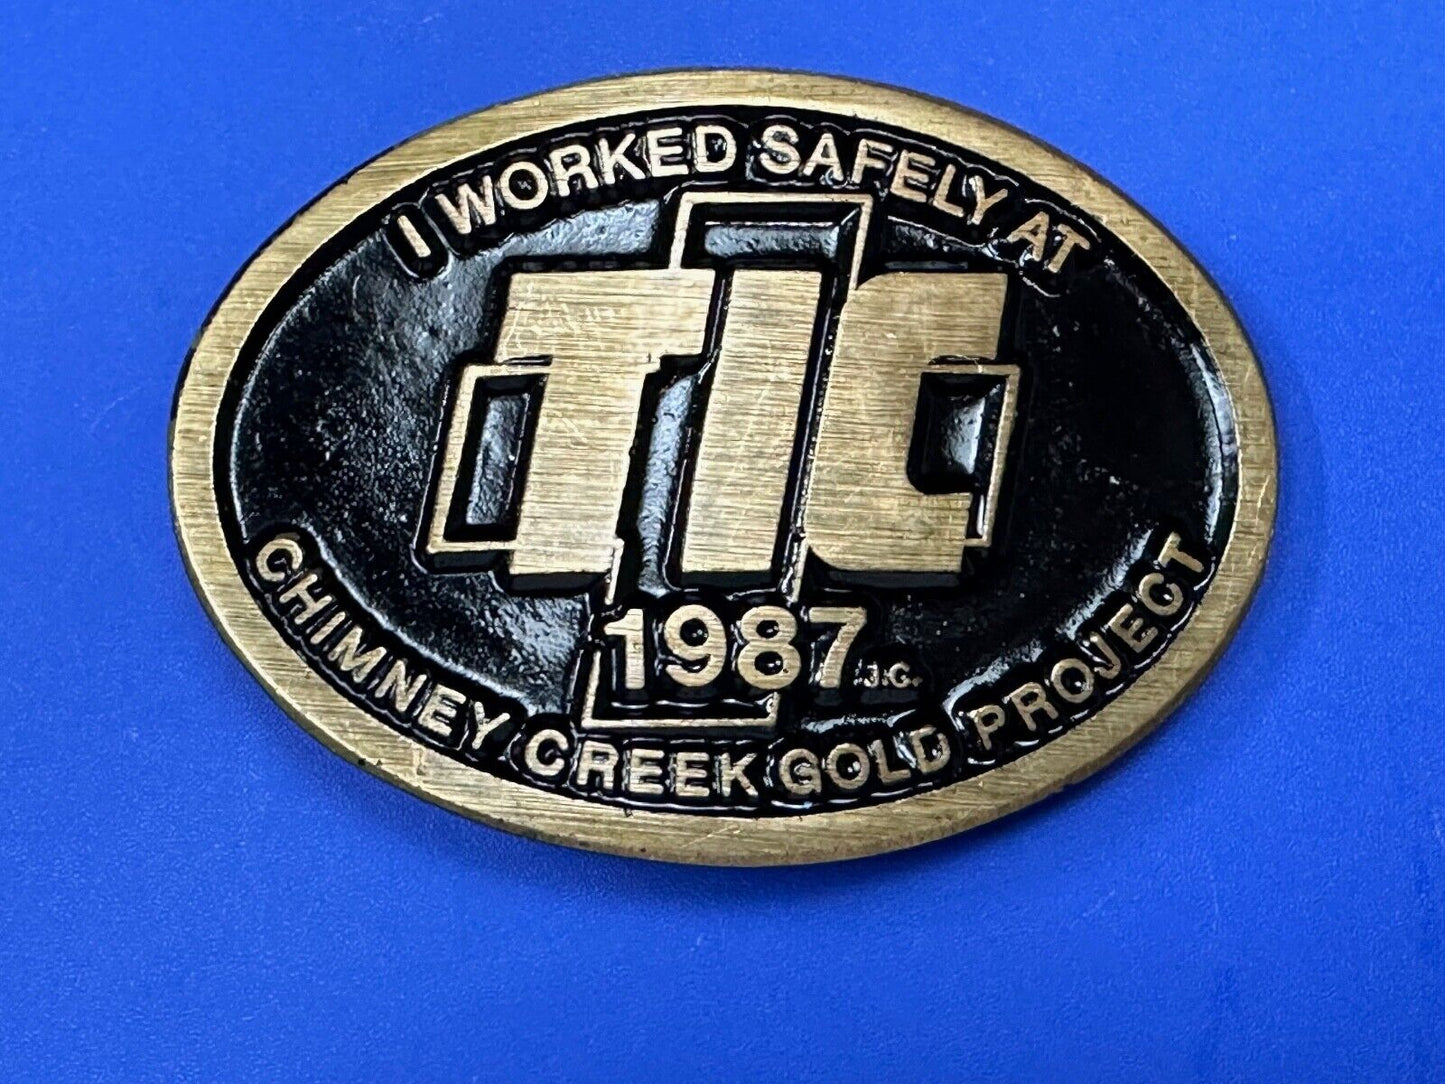 I WORKED SAFELY AT
TIC
1987 J.G.
CHIMNEY CREEK GOLD PROJECT